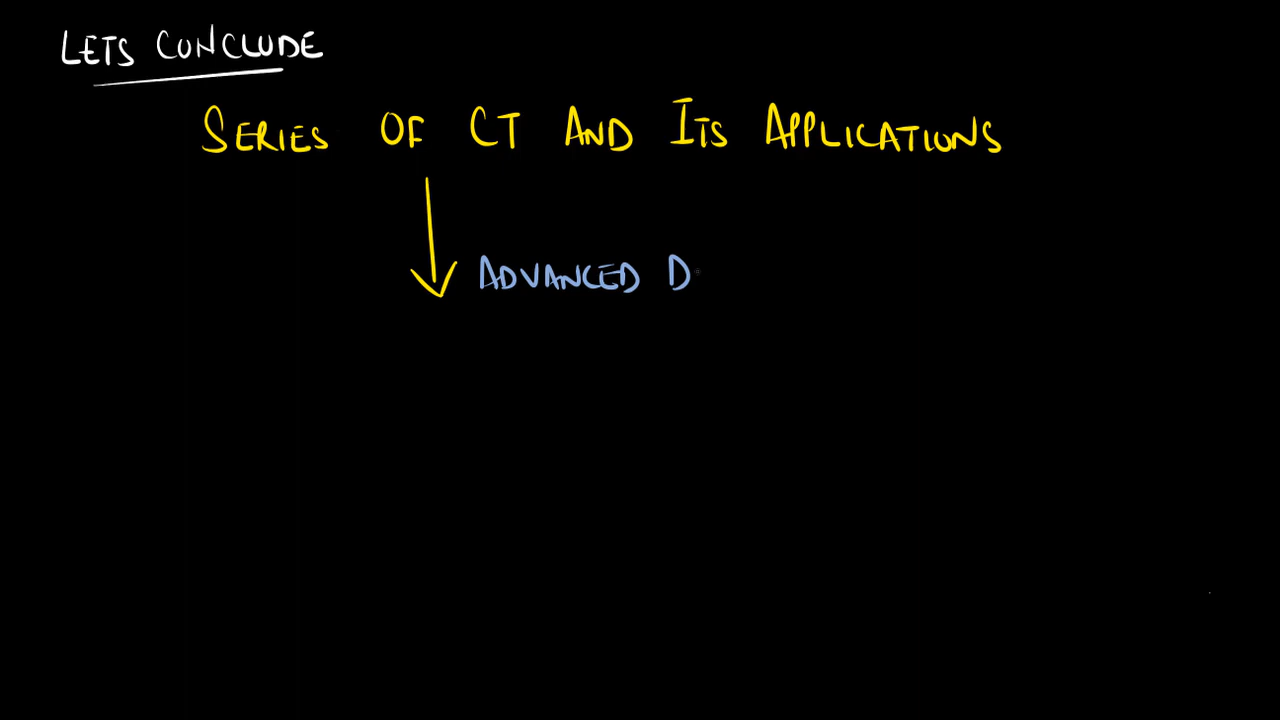 LETS CONCLUDE
SERIES OF CT AND ITS APPLICATIONS
ADVANCED D